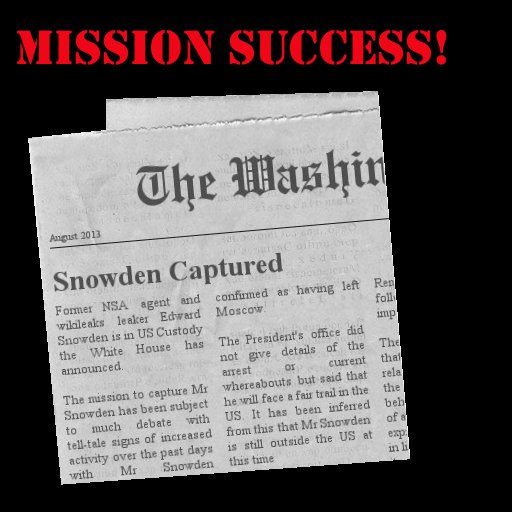 MISSION SUCCESS!
The Washin
August 2013
Snowden Captured
Former NSA agent and
wikileaks leaker Edward
Snowden is in US Custody
the White House has
announced.
The mission to capture Mr
Snowden has been subject
to much debate with
tell-tale signs of increased
activity over the past days
with Mr Snowden
confirmed as having left
Moscow.
The President's office did
not give details of the
arrest or current
whereabouts but said that
he will face a fair trail in the
US. It has been inferred
from this that Mr Snowden
is still outside the US at
this time
Rep
foll
imp
The
that
rela
the
beh
of a
exp
in h